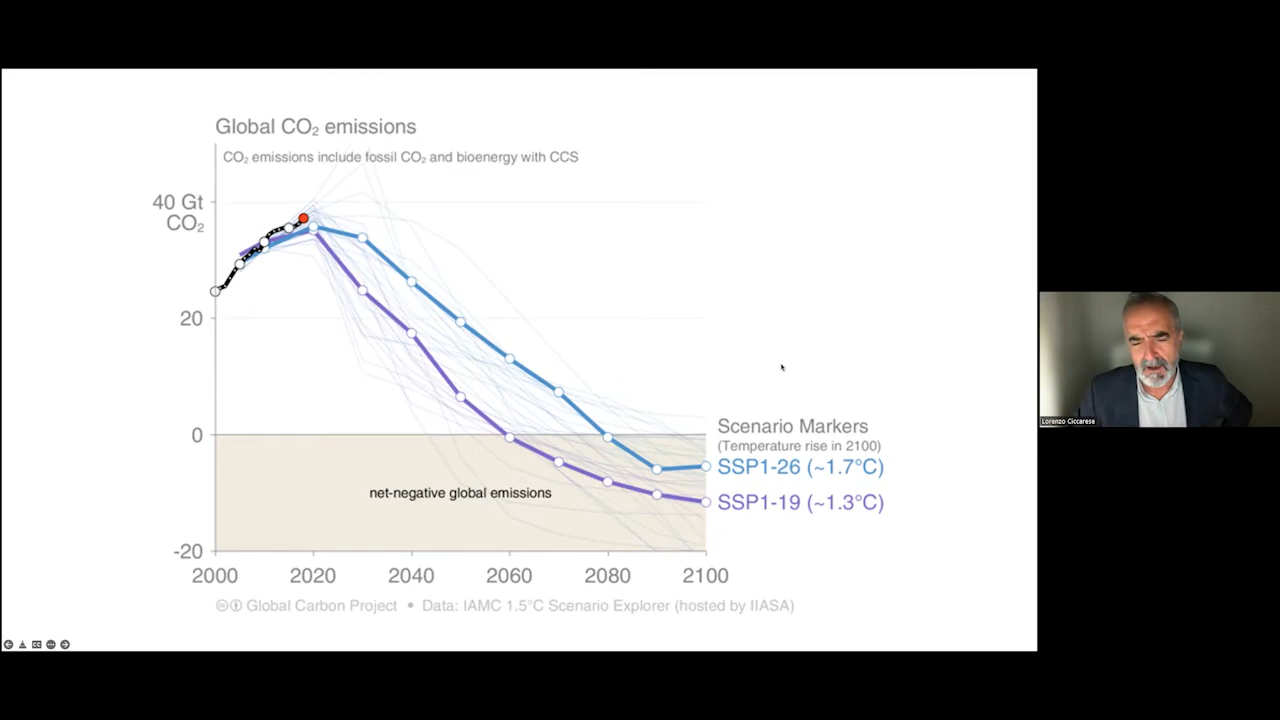 Global CO₂ emissions
CO₂ emissions include fossil CO₂ and bioenergy with CCS
40 Gt
CO₂
20
0
-20
net-negative global emissions
Scenario Markers
(Temperature rise in 2100)
SSP1-26 (~1.7°C)
SSP1-19 (~1.3°C)
2000 2020 2040 2060 2080 2100
Global Carbon Project • Data: IAMC 1.5°C Scenario Explorer (hosted by IIASA)
Lorenzo Ciccarese